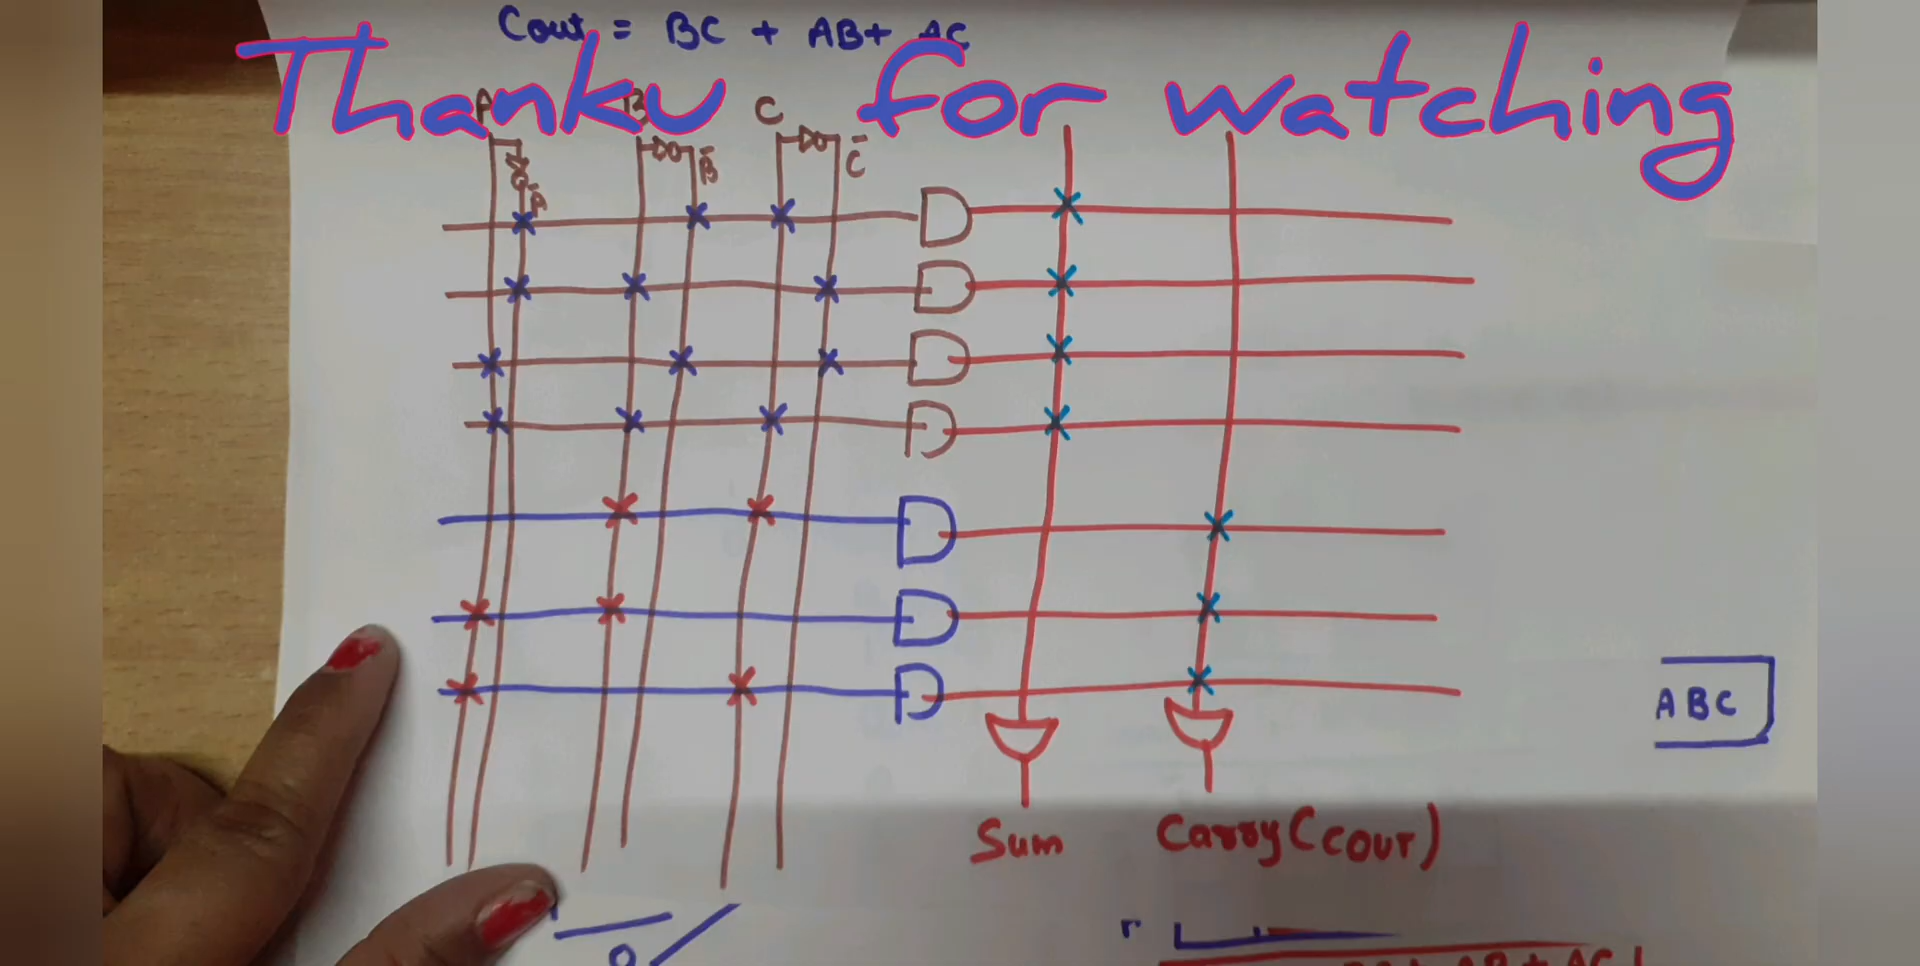 Cout = BC + AB+ AC
Thanku for watching
A B C
Ā B̄ C̄
ABC
Sum Carry(Cout)